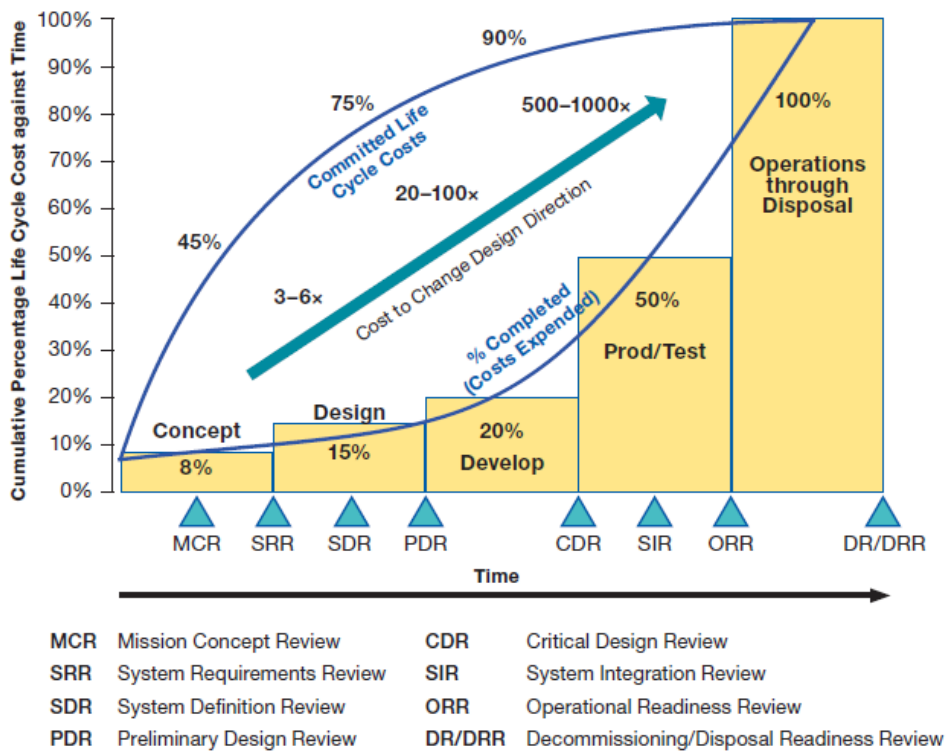 Cumulative Percentage Life Cycle Cost against Time
100%
90%
80%
70%
60%
50%
40%
30%
20%
10%
0%
45%
75%
90%
Committed Life
Cycle Costs
3–6×
20–100×
500–1000×
Cost to Change Design Direction
% Completed
(Costs Expended)
Concept
8%
Design
15%
20%
Develop
50%
Prod/Test
100%
Operations
through
Disposal
MCR SRR SDR PDR CDR SIR ORR DR/DRR
Time
MCR Mission Concept Review
SRR System Requirements Review
SDR System Definition Review
PDR Preliminary Design Review
CDR Critical Design Review
SIR System Integration Review
ORR Operational Readiness Review
DR/DRR Decommissioning/Disposal Readiness Review